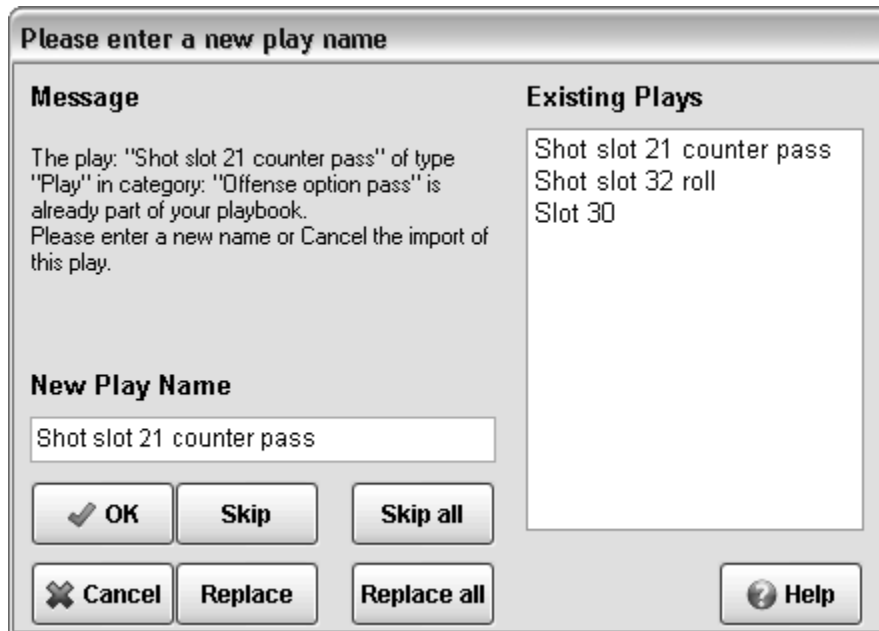 Please enter a new play name
Message
The play: "Shot slot 21 counter pass" of type
"Play" in category: "Offense option pass" is
already part of your playbook.
Please enter a new name or Cancel the import of
this play.
New Play Name
Shot slot 21 counter pass
OK
Skip
Skip all
Cancel
Replace
Replace all
Existing Plays
Shot slot 21 counter pass
Shot slot 32 roll
Slot 30
Help